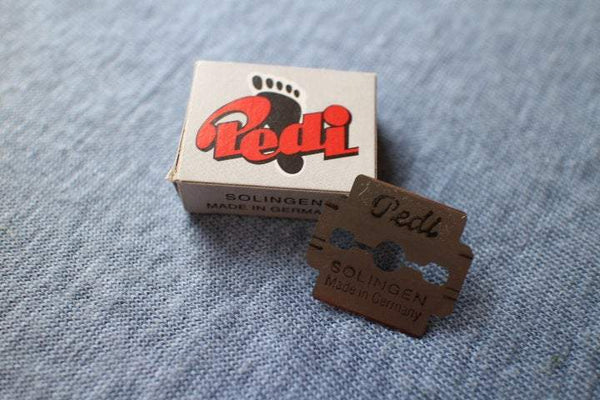 Pedi
SOLINGEN
MADE IN GERMA
Pedi
SOLINGEN
Made in Germany